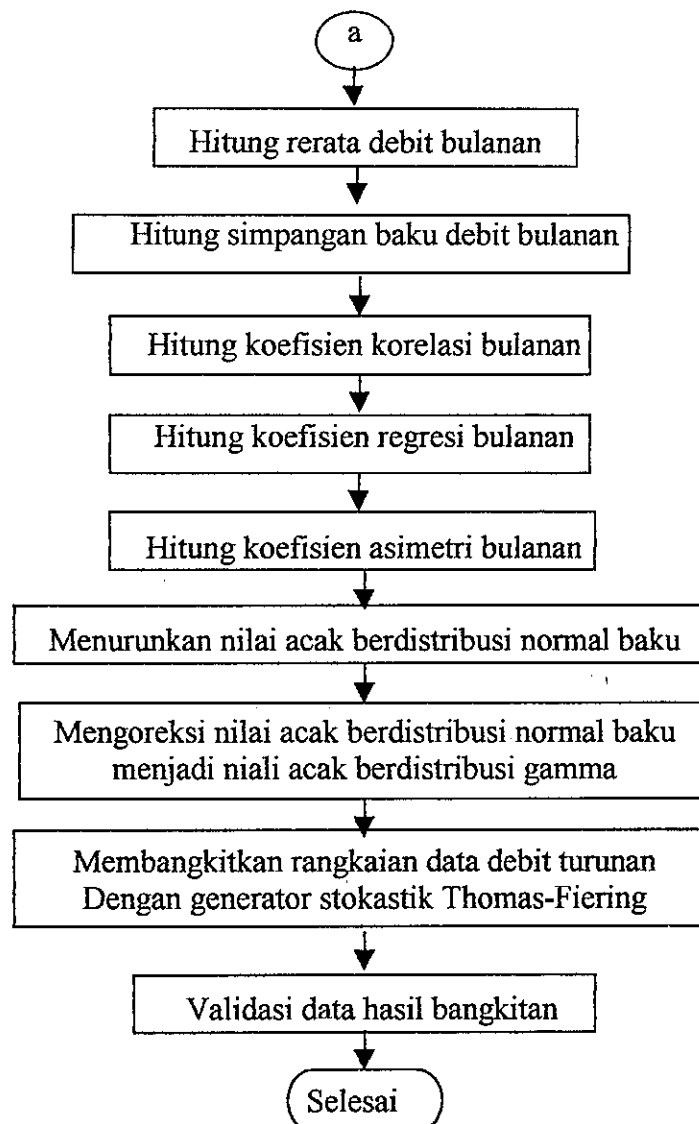 a
Hitung rerata debit bulanan
Hitung simpangan baku debit bulanan
Hitung koefisien korelasi bulanan
Hitung koefisien regresi bulanan
Hitung koefisien asimetri bulanan
Menurunkan nilai acak berdistribusi normal baku
Mengoreksi nilai acak berdistribusi normal baku
menjadi niali acak berdistribusi gamma
Membangkitkan rangkaian data debit turunan
Dengan generator stokastik Thomas-Fiering
Validasi data hasil bangkitan
Selesai